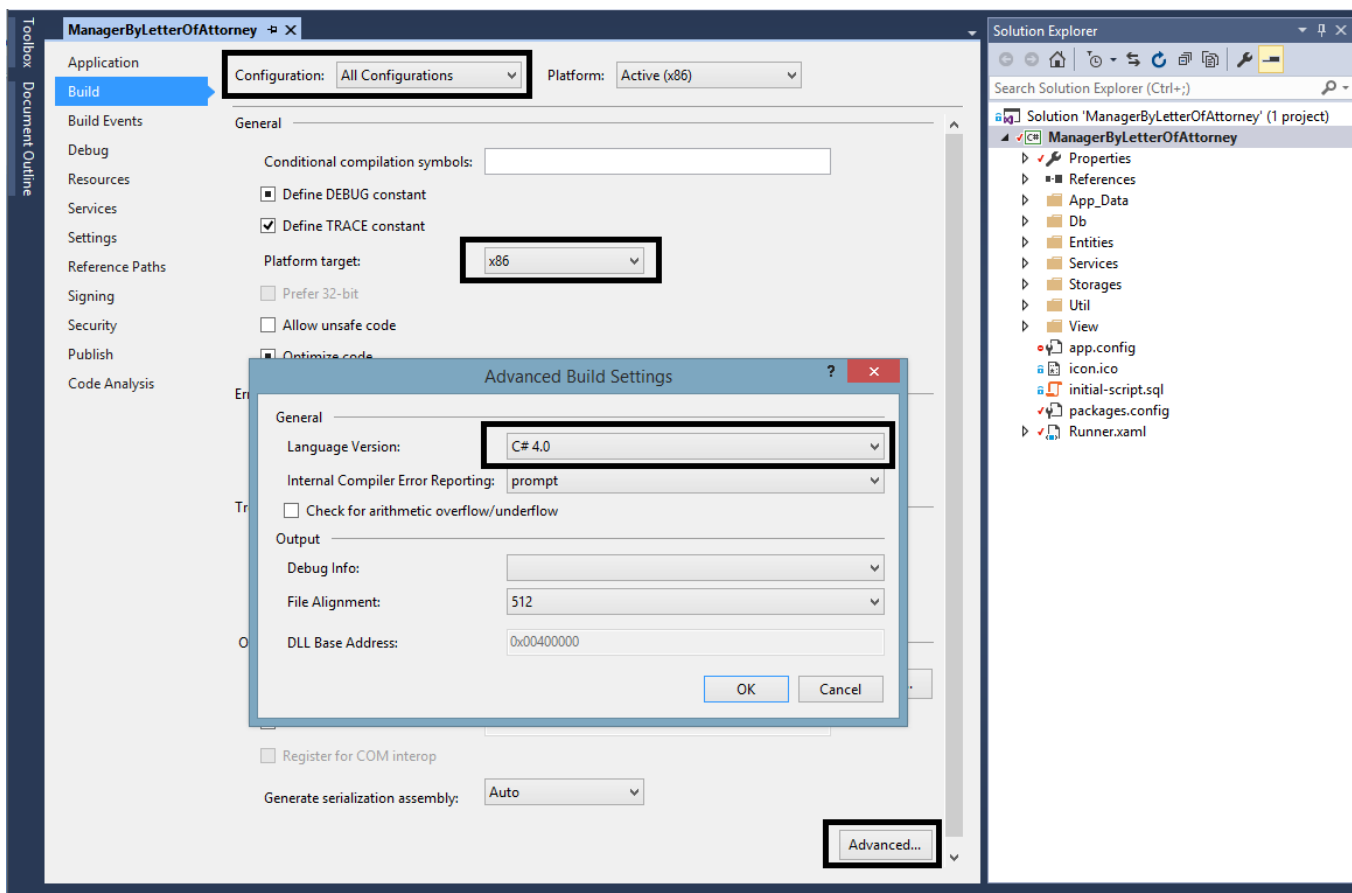 Toolbox
Document Outline
ManagerByLetterOfAttorney
Application
Build
Build Events
Debug
Resources
Services
Settings
Reference Paths
Signing
Security
Publish
Code Analysis
Configuration: All Configurations Platform: Active (x86)
General
Conditional compilation symbols:
Define DEBUG constant
Define TRACE constant
Platform target: x86
Prefer 32-bit
Allow unsafe code
Optimize code
Er
Tr
O
Advanced Build Settings ?
General
Language Version: C# 4.0
Internal Compiler Error Reporting: prompt
Check for arithmetic overflow/underflow
Output
Debug Info:
File Alignment: 512
DLL Base Address: 0x00400000
OK Cancel
Register for COM interop
Generate serialization assembly: Auto
Advanced...
Solution Explorer
Search Solution Explorer (Ctrl+;)
Solution 'ManagerByLetterOfAttorney' (1 project)
C# ManagerByLetterOfAttorney
Properties
References
App_Data
Db
Entities
Services
Storages
Util
View
app.config
icon.ico
initial-script.sql
packages.config
Runner.xaml